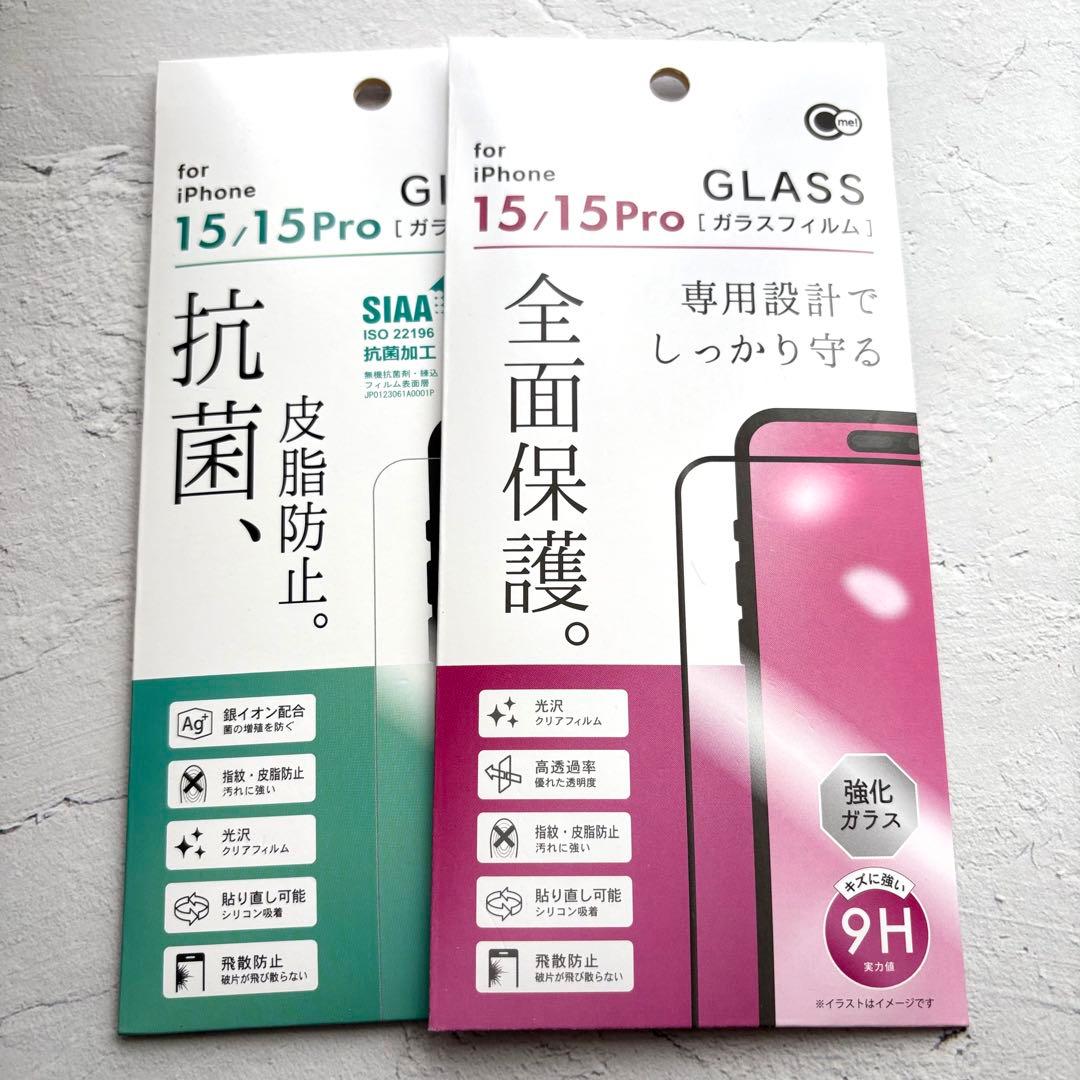 for
iPhone
15/15Pro
GL
[ガラ
抗菌、
皮脂防止。
SIAA
ISO 22196
抗菌加工
無機抗菌剤・練込
フィルム表面層
JP0123061A0001P
Ag+
銀イオン配合
菌の増殖を防ぐ
指紋・皮脂防止
汚れに強い
光沢
クリアフィルム
貼り直し可能
シリコン吸着
飛散防止
破片が飛び散らない
C me!
for
iPhone
15/15Pro
GLASS
[ガラスフィルム]
全面保護。
専用設計で
しっかり守る
光沢
クリアフィルム
高透過率
優れた透明度
指紋・皮脂防止
汚れに強い
貼り直し可能
シリコン吸着
飛散防止
破片が飛び散らない
強化
ガラス
キズに強い
9H
実力値
※イラストはイメージです